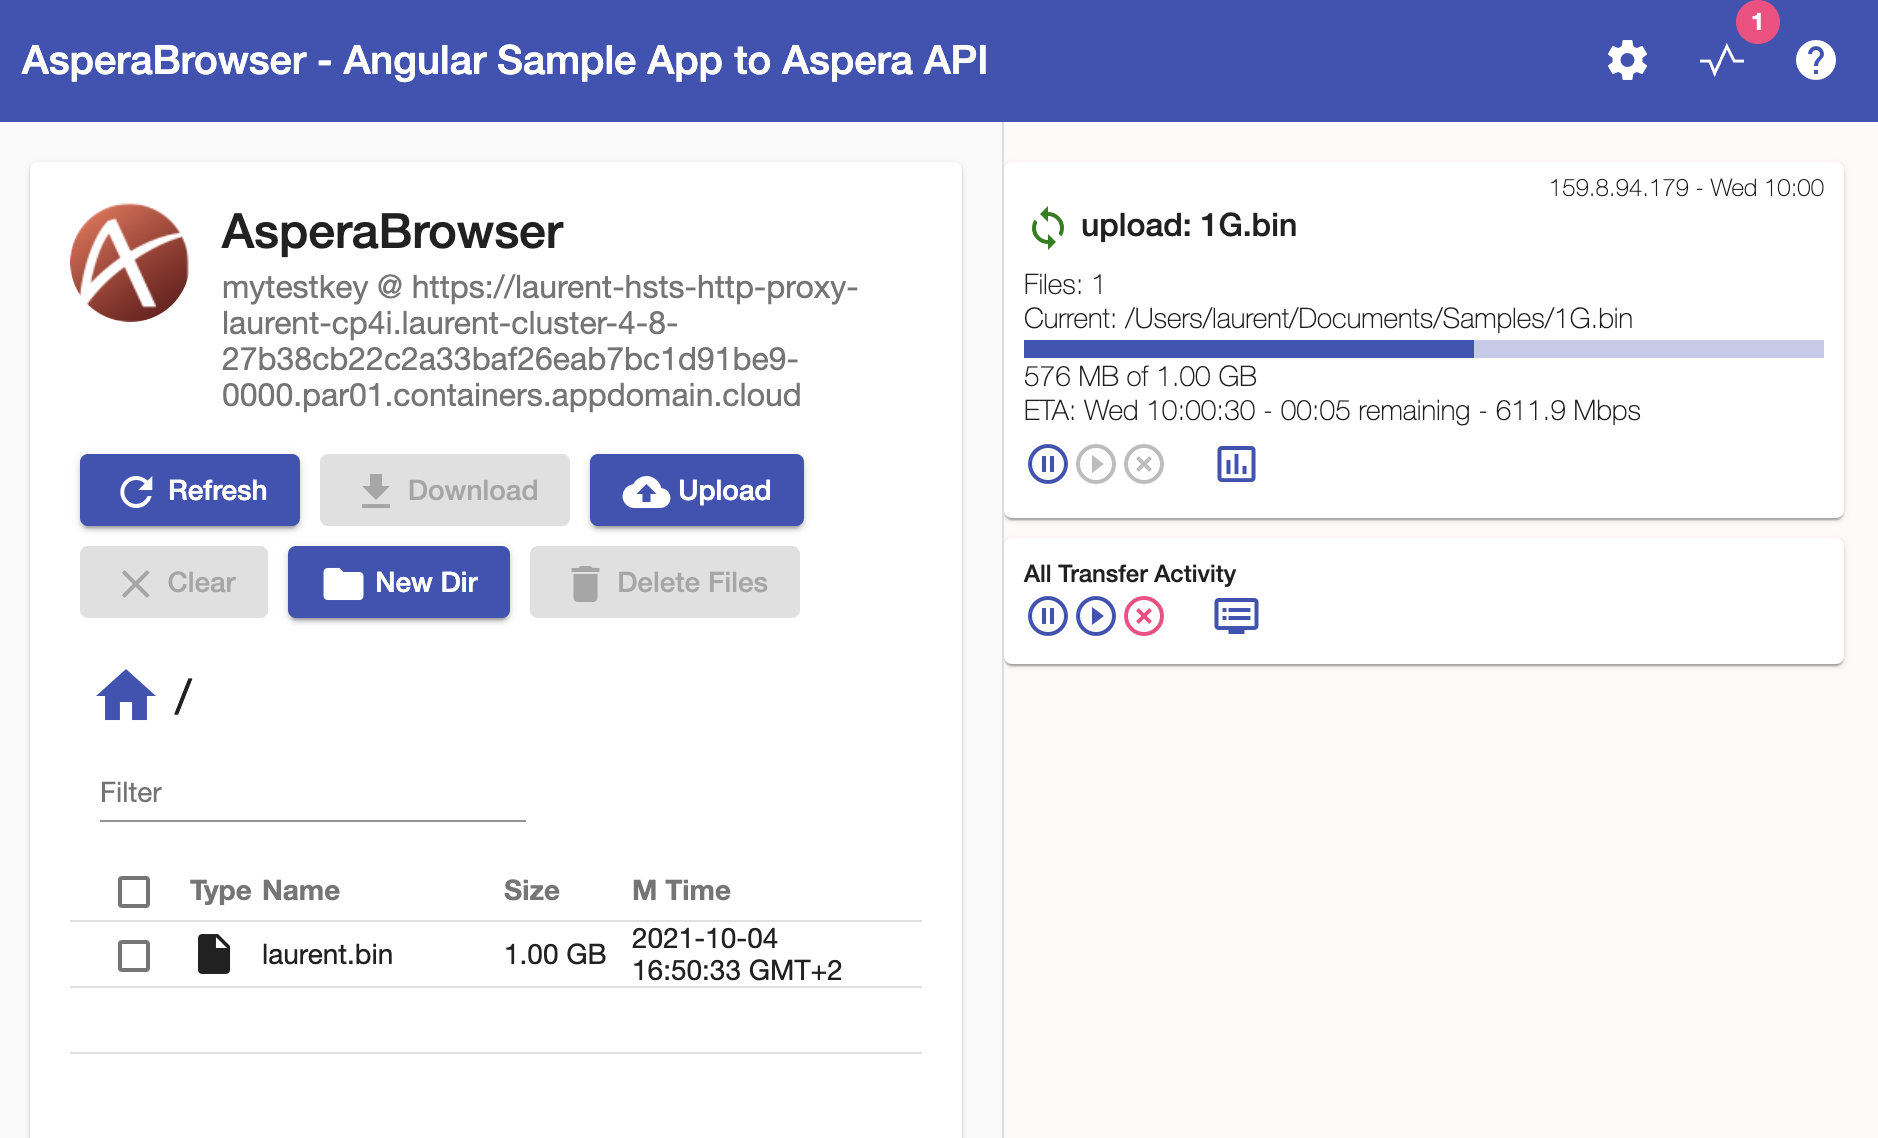 AsperaBrowser - Angular Sample App to Aspera API
1
AsperaBrowser
mytestkey @ https://laurent-hsts-http-proxy-
laurent-cp4i.laurent-cluster-4-8-
27b38cb22c2a33baf26eab7bc1d91be9-
0000.par01.containers.appdomain.cloud
Refresh
Download
Upload
Clear
New Dir
Delete Files
/
Filter
Type Name Size M Time
laurent.bin 1.00 GB 2021-10-04
16:50:33 GMT+2
159.8.94.179 - Wed 10:00
upload: 1G.bin
Files: 1
Current: /Users/laurent/Documents/Samples/1G.bin
576 MB of 1.00 GB
ETA: Wed 10:00:30 - 00:05 remaining - 611.9 Mbps
All Transfer Activity